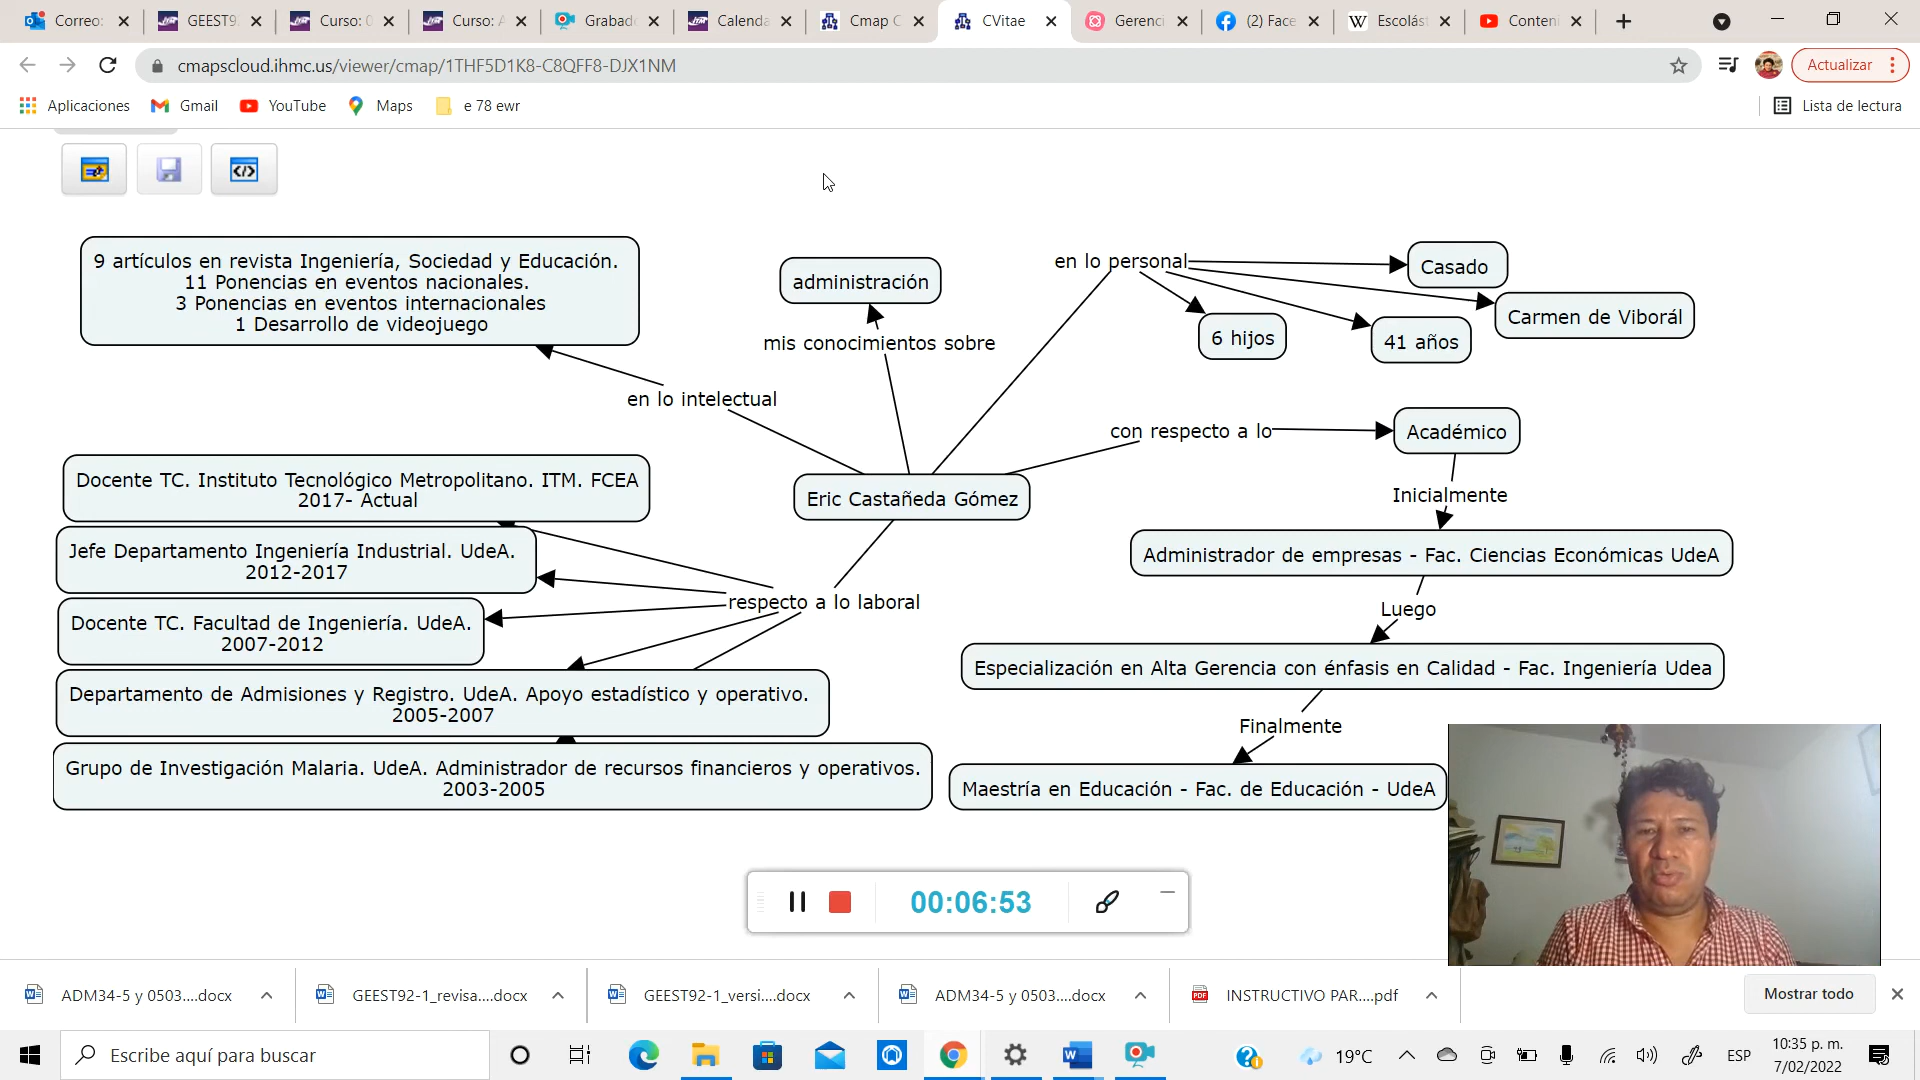 Correo:
GEEST9
Curso: 0
Curso: A
Grabad
Calenda
Cmap C
CVitae
Gerenci
(2) Face
Escolást
Conteni
cmapscloud.ihmc.us/viewer/cmap/1THF5D1K8-C8QFF8-DJX1NM
Actualizar
Aplicaciones
Gmail
YouTube
Maps
e 78 ewr
Lista de lectura
9 artículos en revista Ingeniería, Sociedad y Educación.
11 Ponencias en eventos nacionales.
3 Ponencias en eventos internacionales
1 Desarrollo de videojuego
administración
mis conocimientos sobre
en lo intelectual
en lo personal
Casado
Carmen de Viborál
6 hijos
41 años
con respecto a lo
Académico
Inicialmente
Eric Castañeda Gómez
Docente TC. Instituto Tecnológico Metropolitano. ITM. FCEA
2017- Actual
Jefe Departamento Ingeniería Industrial. UdeA.
2012-2017
Docente TC. Facultad de Ingeniería. UdeA.
2007-2012
respecto a lo laboral
Departamento de Admisiones y Registro. UdeA. Apoyo estadístico y operativo.
2005-2007
Grupo de Investigación Malaria. UdeA. Administrador de recursos financieros y operativos.
2003-2005
Administrador de empresas - Fac. Ciencias Económicas UdeA
Luego
Especialización en Alta Gerencia con énfasis en Calidad - Fac. Ingeniería Udea
Finalmente
Maestría en Educación - Fac. de Educación - UdeA
00:06:53
ADM34-5 y 0503....docx
GEEST92-1_revisa....docx
GEEST92-1_versi....docx
ADM34-5 y 0503....docx
INSTRUCTIVO PAR....pdf
Mostrar todo
Escribe aquí para buscar
19°C
ESP
10:35 p. m.
7/02/2022